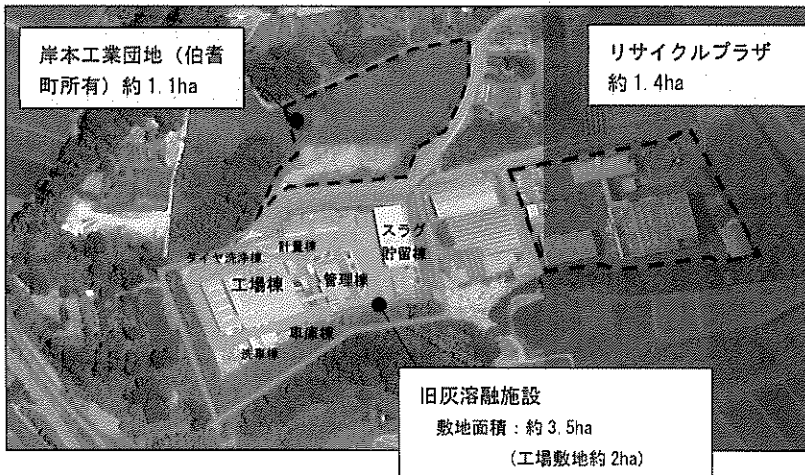 岸本工業団地（伯耆
町所有）約1.1ha
リサイクルプラザ
約1.4ha
スラグ
貯留棟
計量棟
タイヤ洗浄棟
工場棟
管理棟
車庫棟
洗車棟
旧灰溶融施設
敷地面積：約3.5ha
（工場敷地約2ha）